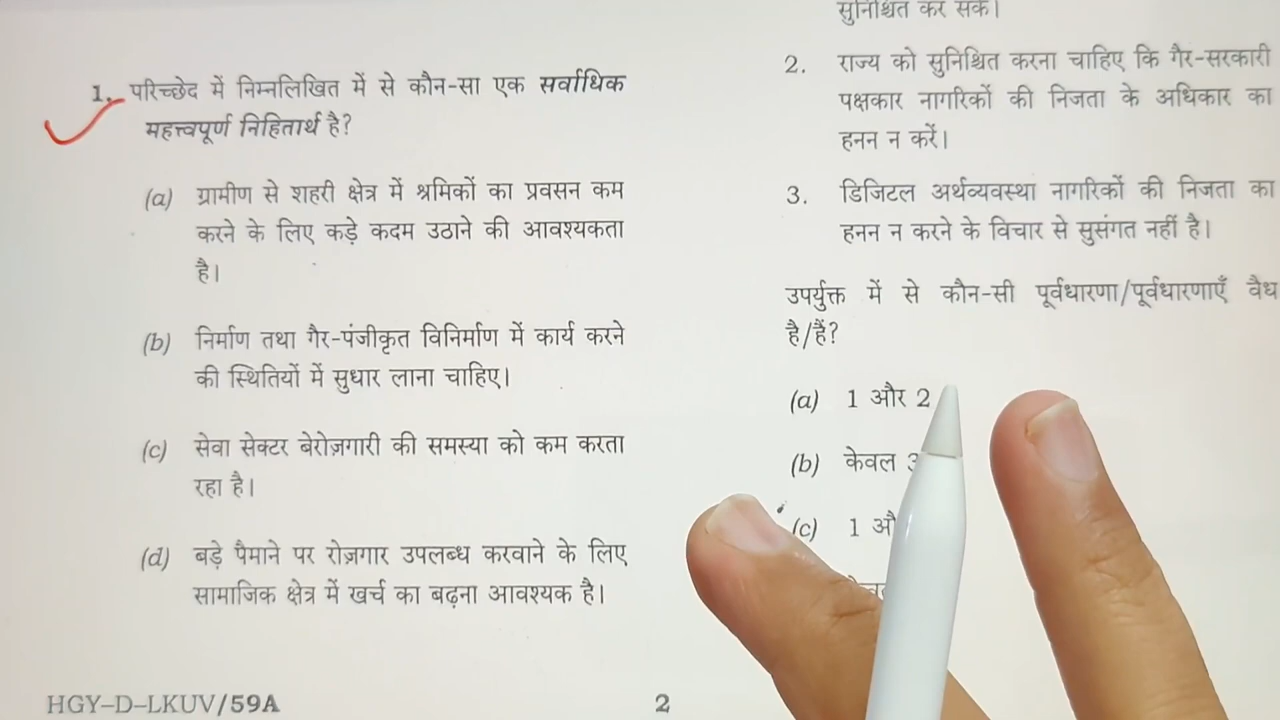 1. परिच्छेद में निम्नलिखित में से कौन-सा एक सर्वाधिक
महत्त्वपूर्ण निहितार्थ है?
(a) ग्रामीण से शहरी क्षेत्र में श्रमिकों का प्रवसन कम
करने के लिए कड़े कदम उठाने की आवश्यकता
है।
(b) निर्माण तथा गैर-पंजीकृत विनिर्माण में कार्य करने
की स्थितियों में सुधार लाना चाहिए।
(c) सेवा सेक्टर बेरोज़गारी की समस्या को कम करता
रहा है।
(d) बड़े पैमाने पर रोज़गार उपलब्ध करवाने के लिए
सामाजिक क्षेत्र में खर्च का बढ़ना आवश्यक है।
सुनिश्चित कर सकें।
2. राज्य को सुनिश्चित करना चाहिए कि गैर-सरकारी
पक्षकार नागरिकों की निजता के अधिकार का
हनन न करें।
3. डिजिटल अर्थव्यवस्था नागरिकों की निजता का
हनन न करने के विचार से सुसंगत नहीं है।
उपर्युक्त में से कौन-सी पूर्वधारणा/पूर्वधारणाएँ वैध
है/हैं?
(a) 1 और 2
(b) केवल 3
(c) 1
HGY–D–LKUV/59A
2